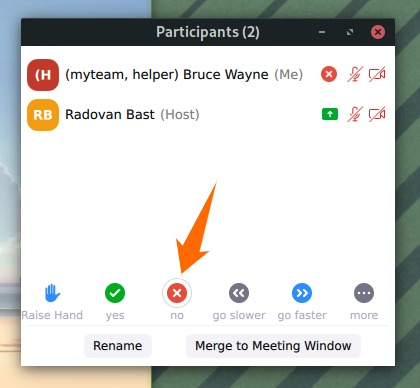 Participants (2)
(H (myteam, helper) Bruce Wayne (Me)
RB Radovan Bast (Host)
Raise Hand yes no go slower go faster more
Rename Merge to Meeting Window